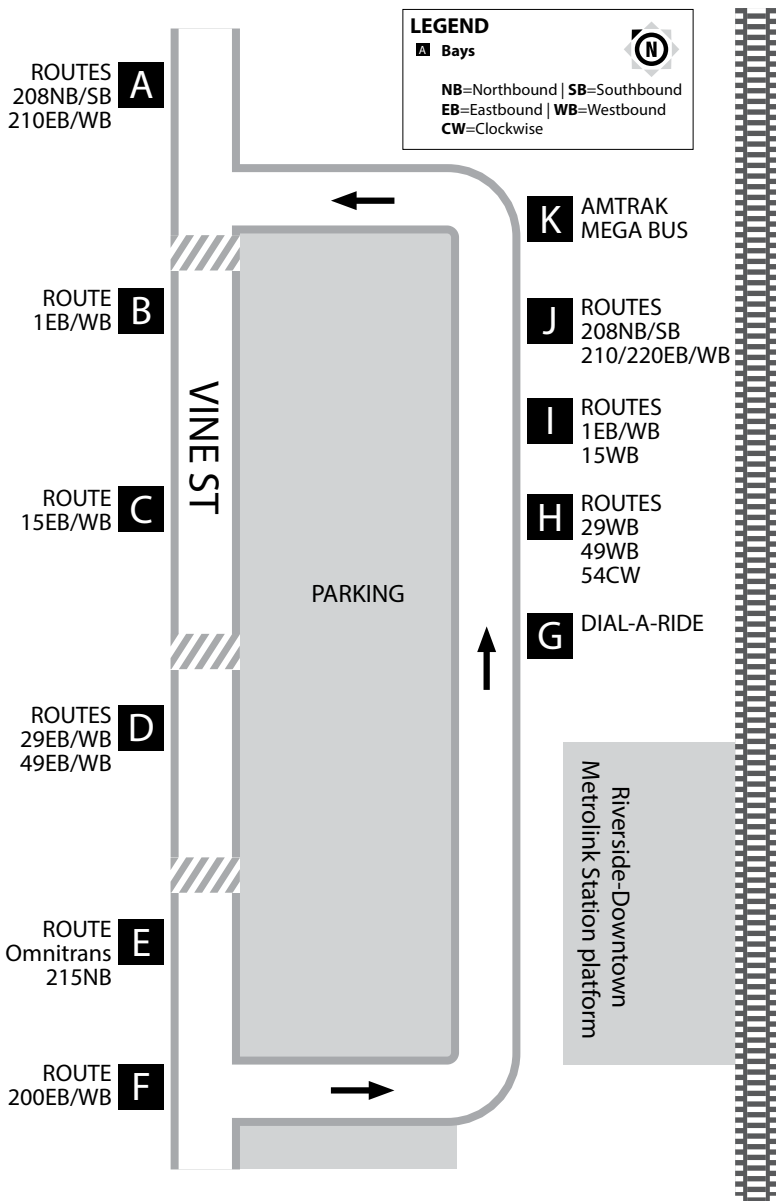 LEGEND
A Bays
N
NB=Northbound | SB=Southbound
EB=Eastbound | WB=Westbound
CW=Clockwise
ROUTES
208NB/SB
210EB/WB
A
ROUTE
1EB/WB
B
ROUTE
15EB/WB
C
ROUTES
29EB/WB
49EB/WB
D
ROUTE
Omnitrans
215NB
E
ROUTE
200EB/WB
F
VINE ST
PARKING
K
AMTRAK
MEGA BUS
J
ROUTES
208NB/SB
210/220EB/WB
I
ROUTES
1EB/WB
15WB
H
ROUTES
29WB
49WB
54CW
G
DIAL-A-RIDE
Riverside-Downtown
Metrolink Station platform